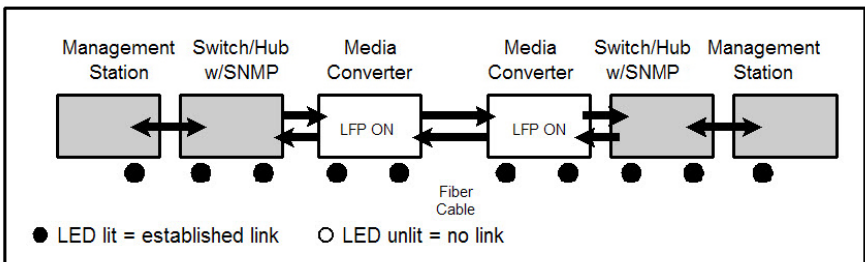 Management Station
Switch/Hub w/SNMP
Media Converter
Media Converter
Switch/Hub w/SNMP
Management Station
LFP ON
LFP ON
Fiber Cable
LED lit = established link
LED unlit = no link